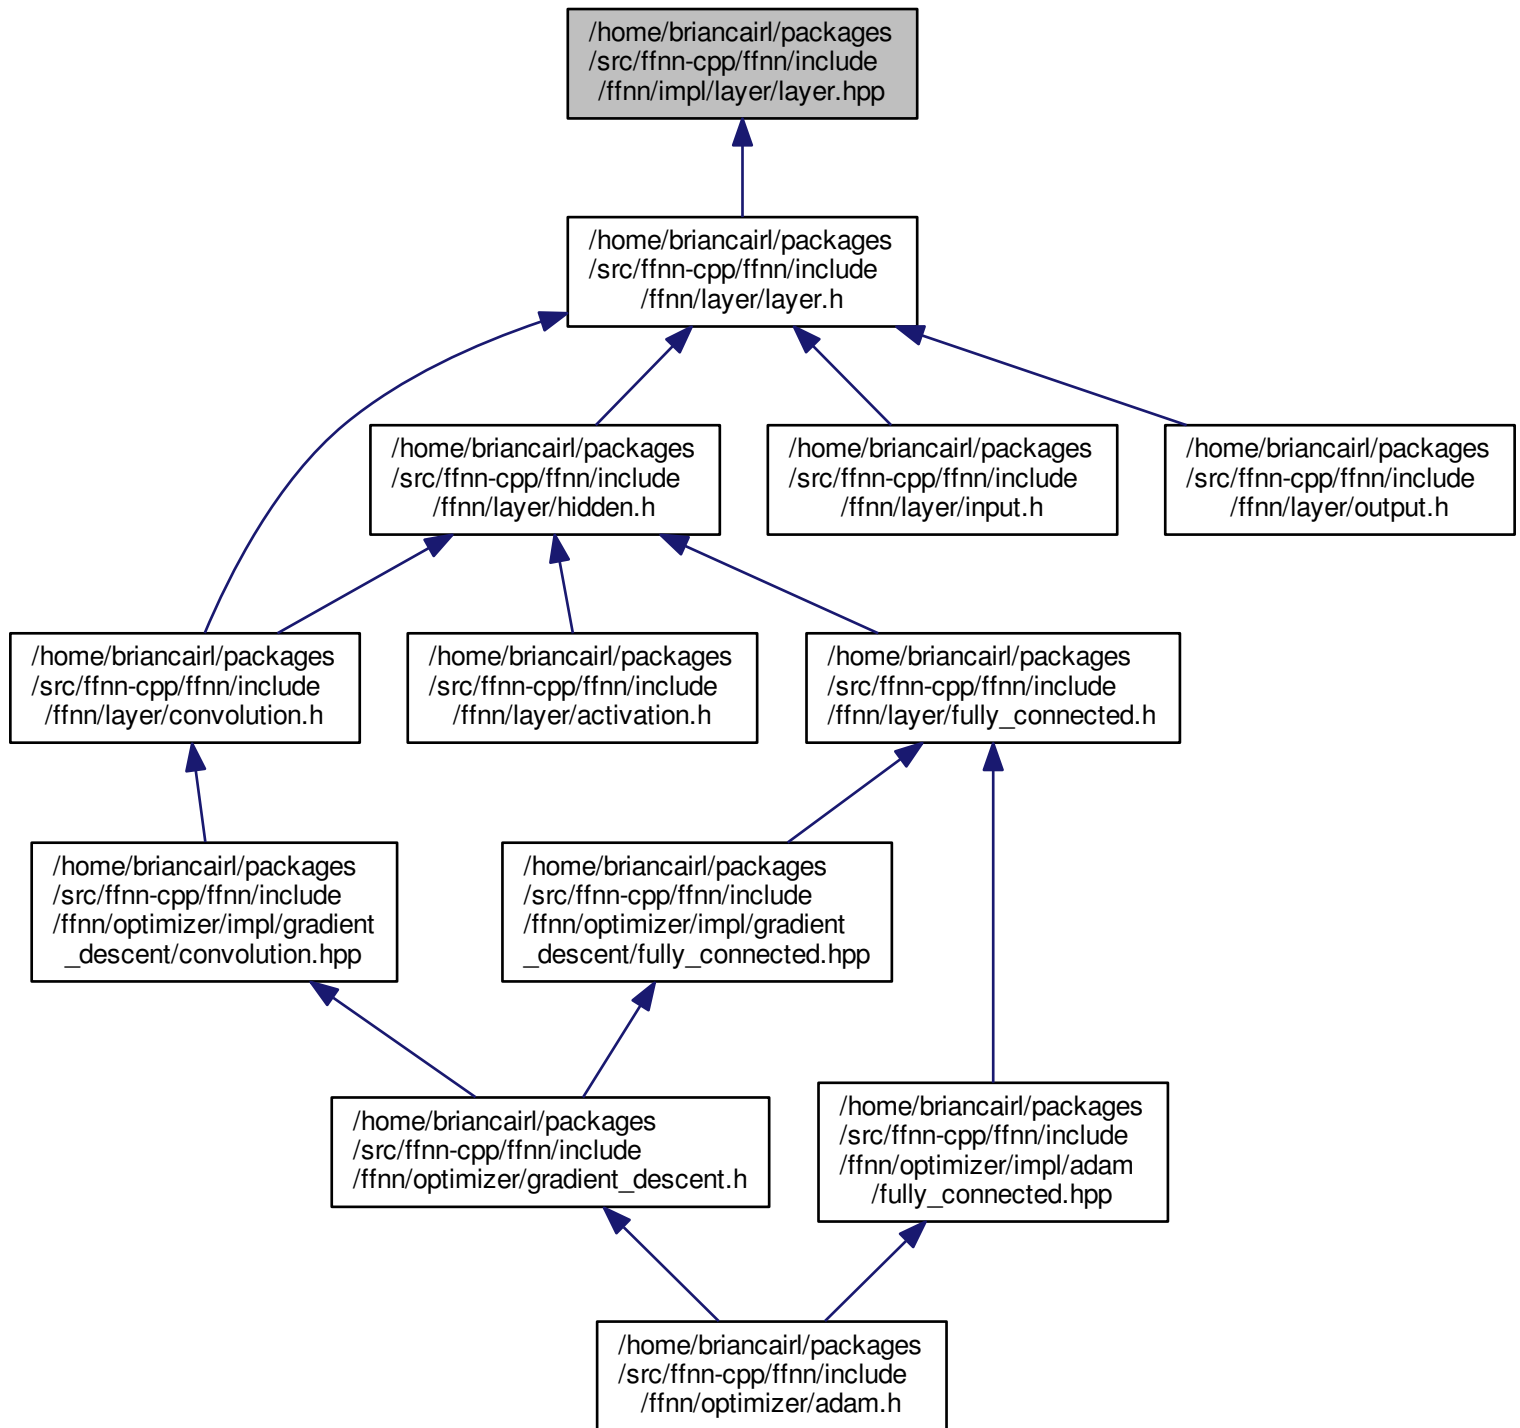 /home/briancairl/packages
/src/ffnn-cpp/ffnn/include
/ffnn/impl/layer/layer.hpp
/home/briancairl/packages
/src/ffnn-cpp/ffnn/include
/ffnn/layer/layer.h
/home/briancairl/packages
/src/ffnn-cpp/ffnn/include
/ffnn/layer/hidden.h
/home/briancairl/packages
/src/ffnn-cpp/ffnn/include
/ffnn/layer/input.h
/home/briancairl/packages
/src/ffnn-cpp/ffnn/include
/ffnn/layer/output.h
/home/briancairl/packages
/src/ffnn-cpp/ffnn/include
/ffnn/layer/convolution.h
/home/briancairl/packages
/src/ffnn-cpp/ffnn/include
/ffnn/layer/activation.h
/home/briancairl/packages
/src/ffnn-cpp/ffnn/include
/ffnn/layer/fully_connected.h
/home/briancairl/packages
/src/ffnn-cpp/ffnn/include
/ffnn/optimizer/impl/gradient
_descent/convolution.hpp
/home/briancairl/packages
/src/ffnn-cpp/ffnn/include
/ffnn/optimizer/impl/gradient
_descent/fully_connected.hpp
/home/briancairl/packages
/src/ffnn-cpp/ffnn/include
/ffnn/optimizer/gradient_descent.h
/home/briancairl/packages
/src/ffnn-cpp/ffnn/include
/ffnn/optimizer/impl/adam
/fully_connected.hpp
/home/briancairl/packages
/src/ffnn-cpp/ffnn/include
/ffnn/optimizer/adam.h